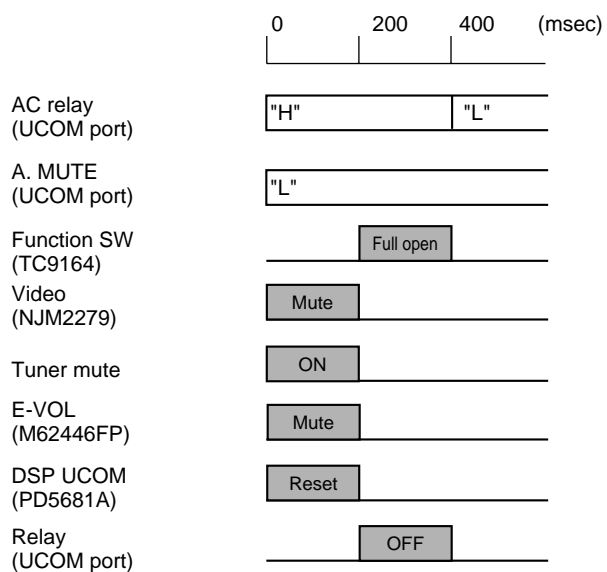 0 200 400 (msec)
AC relay
(UCOM port)
"H" "L"
A. MUTE
(UCOM port)
"L"
Function SW
(TC9164)
Full open
Video
(NJM2279)
Mute
Tuner mute
ON
E-VOL
(M62446FP)
Mute
DSP UCOM
(PD5681A)
Reset
Relay
(UCOM port)
OFF